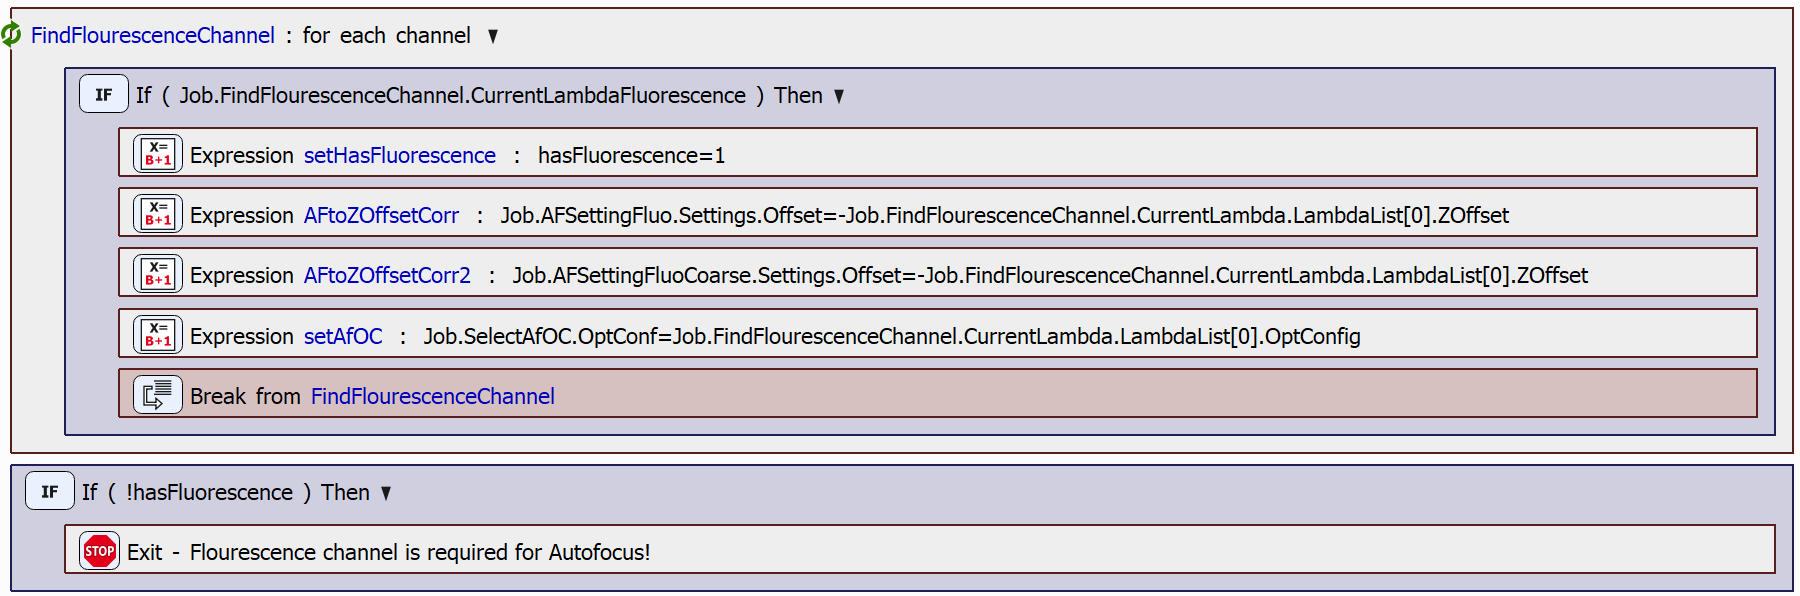 FindFlourescenceChannel : for each channel ▼
IF If ( Job.FindFlourescenceChannel.CurrentLambdaFluorescence ) Then ▼
X= B+1 Expression setHasFluorescence : hasFluorescence=1
X= B+1 Expression AFtoZOffsetCorr : Job.AFSettingFluo.Settings.Offset=-Job.FindFlourescenceChannel.CurrentLambda.LambdaList[0].ZOffset
X= B+1 Expression AFtoZOffsetCorr2 : Job.AFSettingFluoCoarse.Settings.Offset=-Job.FindFlourescenceChannel.CurrentLambda.LambdaList[0].ZOffset
X= B+1 Expression setAfOC : Job.SelectAfOC.OptConf=Job.FindFlourescenceChannel.CurrentLambda.LambdaList[0].OptConfig
Break from FindFlourescenceChannel
IF If ( !hasFluorescence ) Then ▼
STOP Exit - Flourescence channel is required for Autofocus!